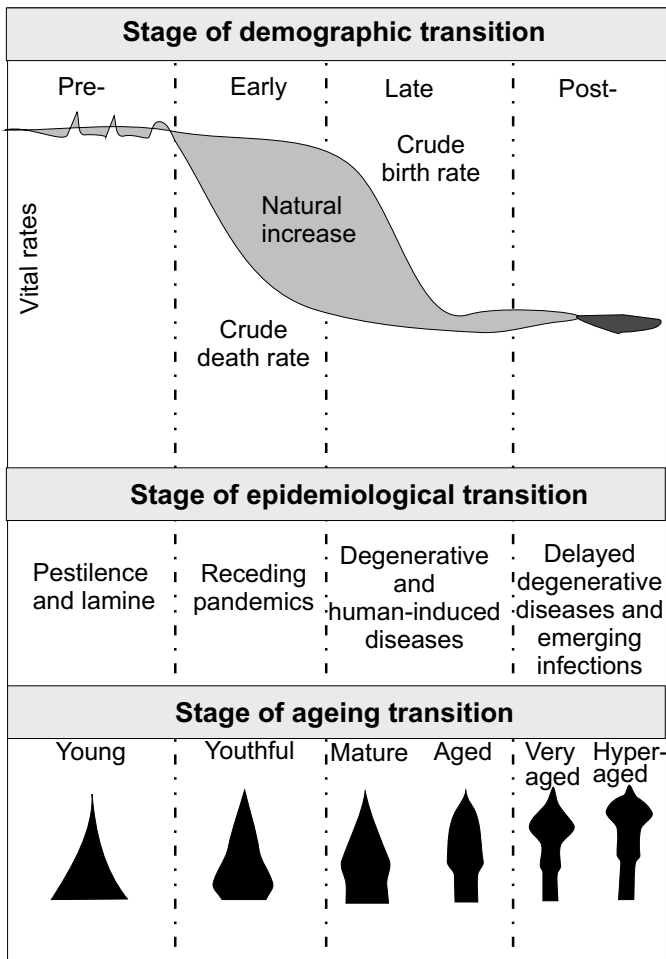 Stage of demographic transition
Pre-
Early
Late
Post-
Crude
birth rate
Natural
increase
Vital rates
Crude
death rate
Stage of epidemiological transition
Pestilence
and lamine
Receding
pandemics
Degenerative
and
human-induced
diseases
Delayed
degenerative
diseases and
emerging
infections
Stage of ageing transition
Young
Youthful
Mature
Aged
Very
aged
Hyper-
aged